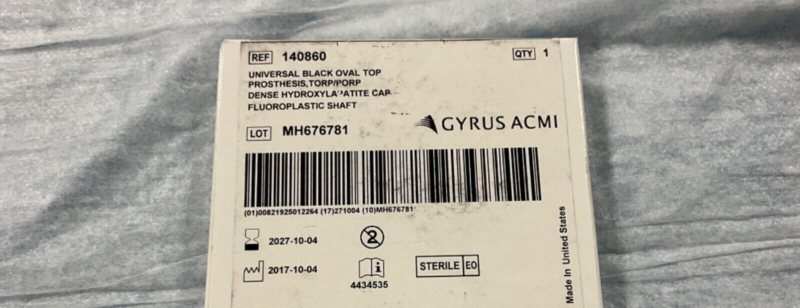 REF 140860
QTY 1
UNIVERSAL BLACK OVAL TOP
PROSTHESIS,TORP/PORP
DENSE HYDROXYLAPATITE CAP
FLUOROPLASTIC SHAFT
LOT MH676781
GYRUS ACMI
(01)00821925012264 (17)271004 (10)MH676781
2027-10-04
2
2017-10-04
4434535
STERILE EO
Made In United States